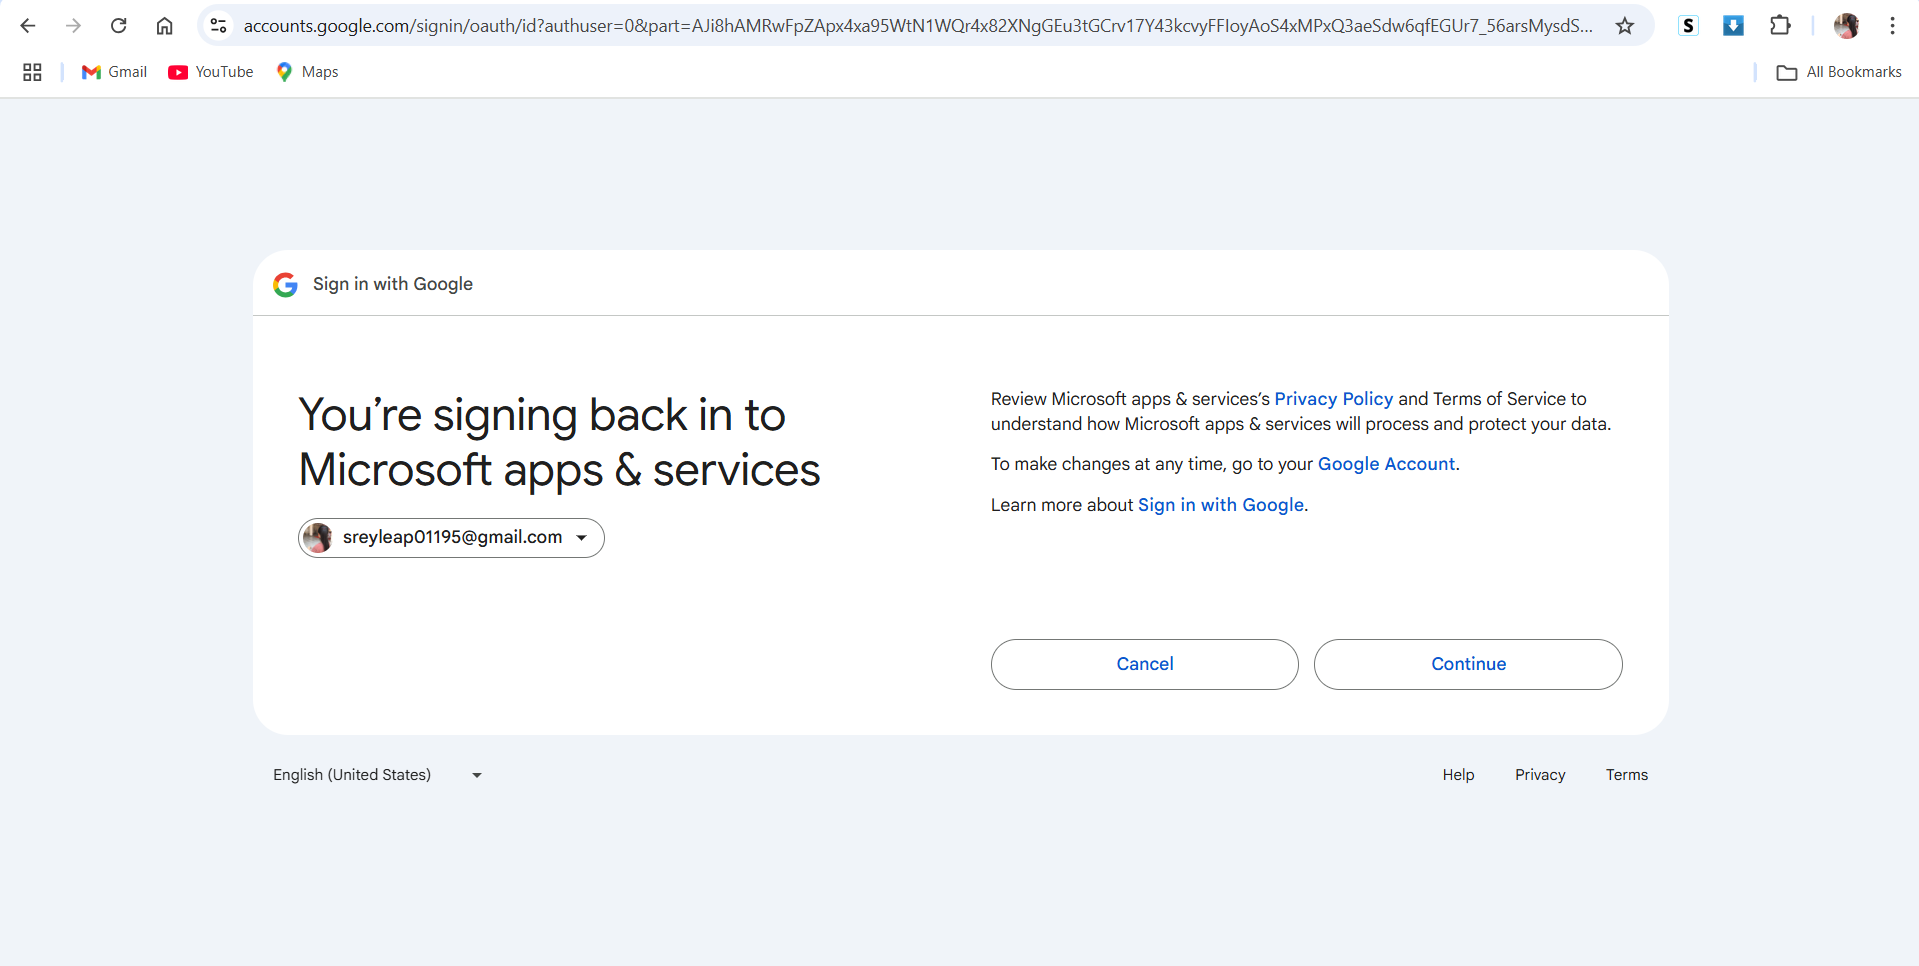 accounts.google.com/signin/oauth/id?authuser=0&part=AJi8hAMRwFpZApx4xa95WtN1WQr4x82XNgGEu3tGCrv17Y43kcvyFFIoyAoS4xMPxQ3aeSdw6qfEGUr7_56arsMysdS...
S
Gmail
YouTube
Maps
All Bookmarks
Sign in with Google
You’re signing back in to
Microsoft apps & services
sreyleap01195@gmail.com
Review Microsoft apps & services’s Privacy Policy and Terms of Service to
understand how Microsoft apps & services will process and protect your data.
To make changes at any time, go to your Google Account.
Learn more about Sign in with Google.
Cancel
Continue
English (United States)
Help
Privacy
Terms